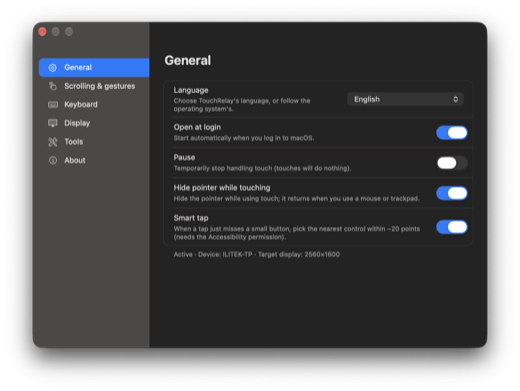 General
Scrolling & gestures
Keyboard
Display
Tools
About
General
Language
Choose TouchRelay's language, or follow the
operating system's.
English
Open at login
Start automatically when you log in to macOS.
Pause
Temporarily stop handling touch (touches will do nothing).
Hide pointer while touching
Hide the pointer while using touch; it returns when you use a mouse or trackpad.
Smart tap
When a tap just misses a small button, pick the nearest control within ~20 points
(needs the Accessibility permission).
Active · Device: ILITEK-TP · Target display: 2560×1600